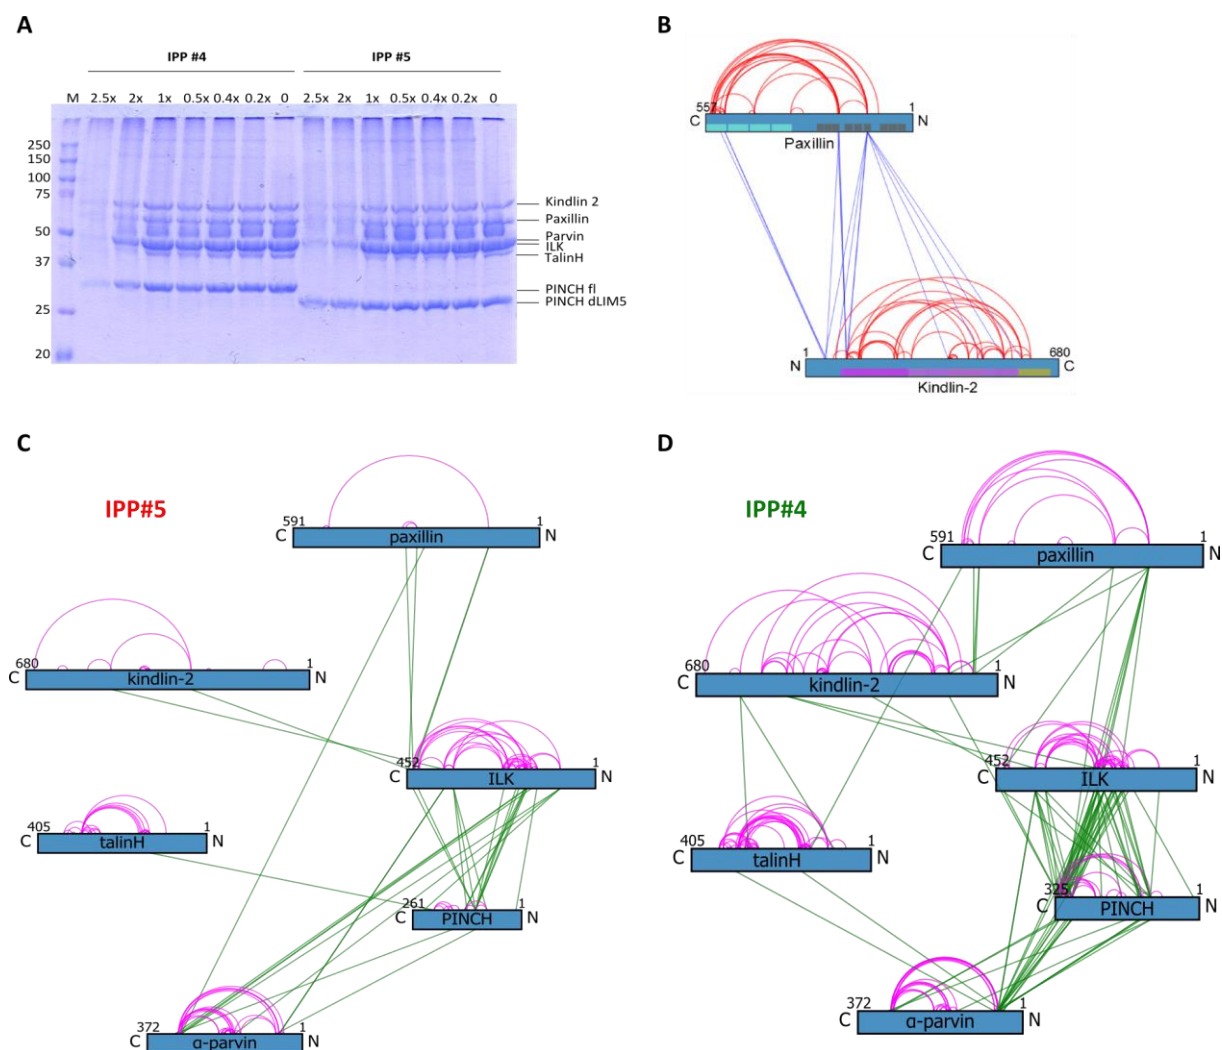 A
IPP #4 IPP #5
M 2.5x 2x 1x 0.5x 0.4x 0.2x 0 2.5x 2x 1x 0.5x 0.4x 0.2x 0
250
150
100
75
50
37
25
20
Kindlin 2
Paxillin
Parvin
ILK
TalinH
PINCH fl
PINCH dLIM5
B
557 1
C N
Paxillin
1 680
N C
Kindlin-2
C
IPP#5
591 1
C paxillin N
680 1
C kindlin-2 N
452 1
C ILK N
405 1
C talinH N
261 1
C PINCH N
372 1
C α-parvin N
D
IPP#4
591 1
C paxillin N
680 1
C kindlin-2 N
452 1
C ILK N
405 1
C talinH N
325 1
C PINCH N
372 1
C α-parvin N